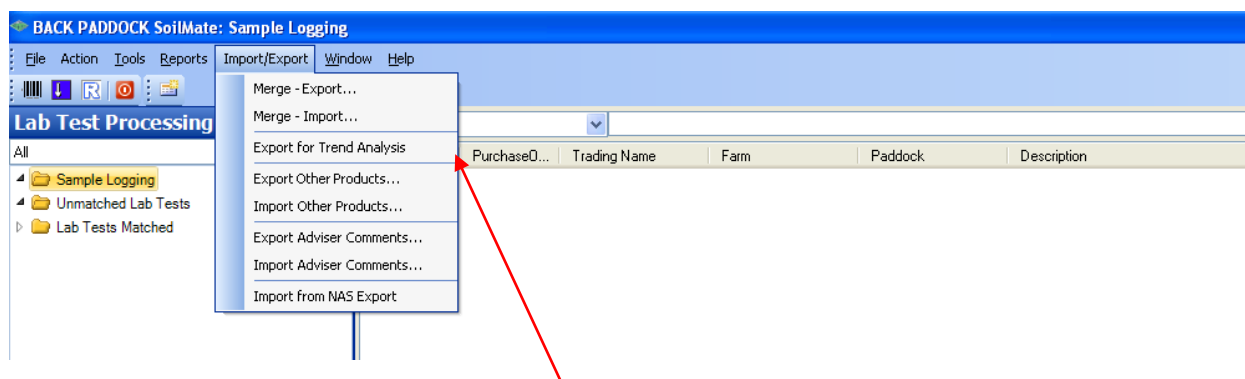 BACK PADDOCK SoilMate: Sample Logging
File Action Tools Reports Import/Export Window Help
R
Lab Test Processing
All
Sample Logging
Unmatched Lab Tests
Lab Tests Matched
Merge - Export...
Merge - Import...
Export for Trend Analysis
Export Other Products...
Import Other Products...
Export Adviser Comments...
Import Adviser Comments...
Import from NAS Export
PurchaseO... Trading Name Farm Paddock Description